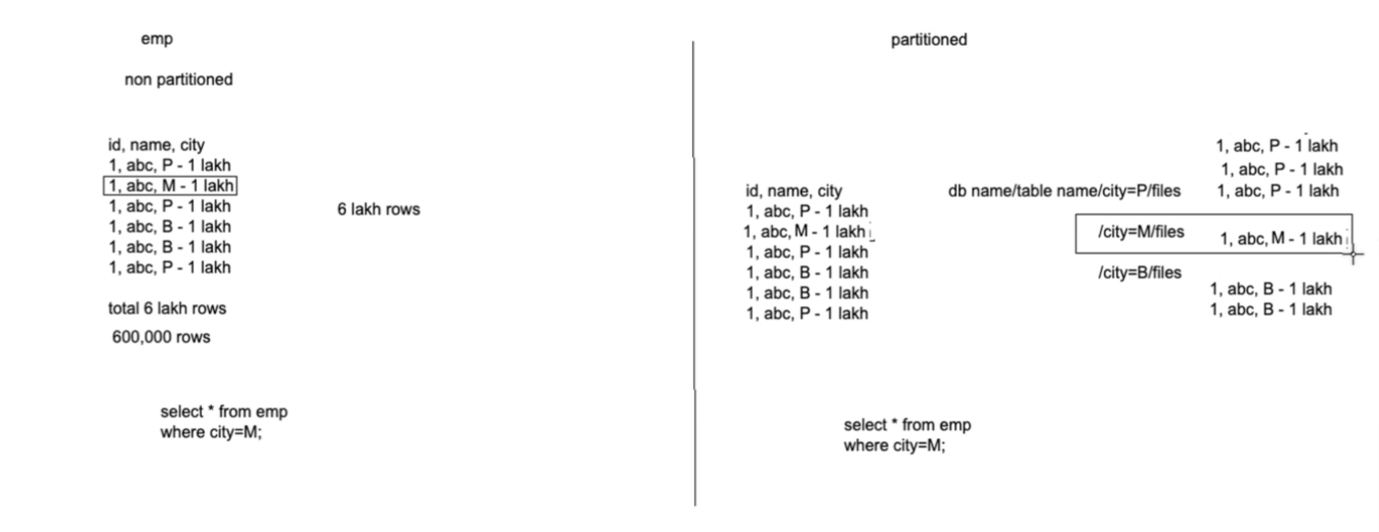 emp
non partitioned
id, name, city
1, abc, P - 1 lakh
1, abc, M - 1 lakh
1, abc, P - 1 lakh
1, abc, B - 1 lakh
1, abc, B - 1 lakh
1, abc, P - 1 lakh
6 lakh rows
total 6 lakh rows
600,000 rows
select * from emp
where city=M;
partitioned
id, name, city
1, abc, P - 1 lakh
1, abc, M - 1 lakh
1, abc, P - 1 lakh
1, abc, B - 1 lakh
1, abc, B - 1 lakh
1, abc, P - 1 lakh
db name/table name/city=P/files
1, abc, P - 1 lakh
1, abc, P - 1 lakh
1, abc, P - 1 lakh
/city=M/files
1, abc, M - 1 lakh
/city=B/files
1, abc, B - 1 lakh
1, abc, B - 1 lakh
select * from emp
where city=M;